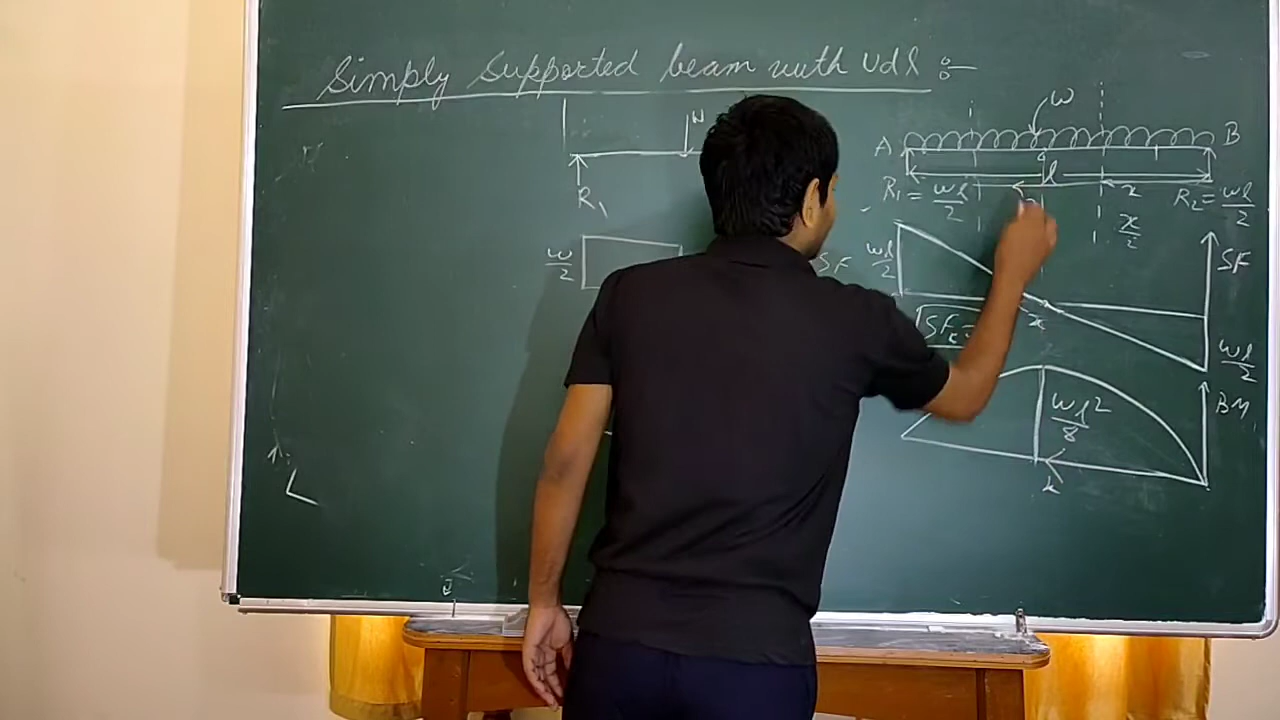 Simply Supported beam with Udl :-
W
A B
l
R₁ = wl/2 x R₂ = wl/2
R₁ x/2
w/2 SF wl/2 SF
SF x
wl/2
wl²/8 BM
x